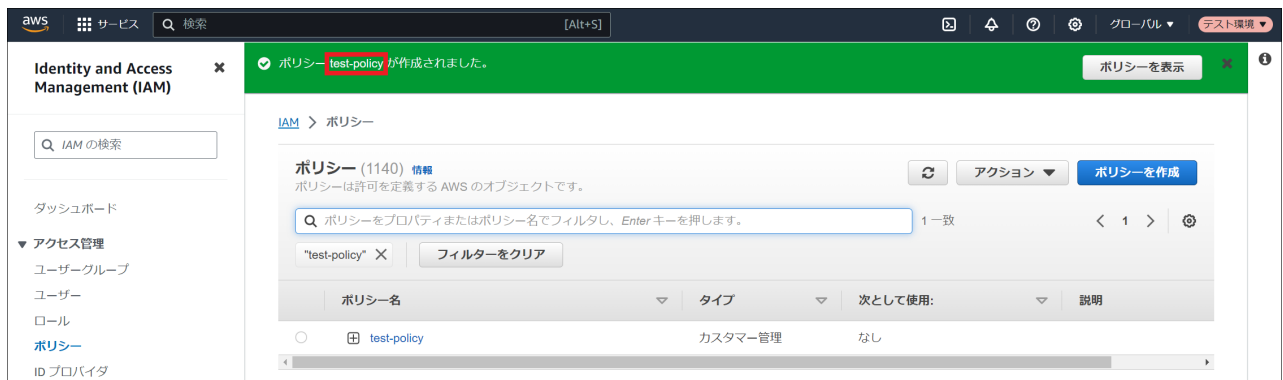 aws サービス 検索 [Alt+S] グローバル ▼ テスト環境 ▼
Identity and Access Management (IAM)
IAM の検索
ダッシュボード
▼ アクセス管理
ユーザーグループ
ユーザー
ロール
ポリシー
ID プロバイダ
ポリシー test-policy が作成されました。 ポリシーを表示
IAM > ポリシー
ポリシー (1140) 情報 アクション ▼ ポリシーを作成
ポリシーは許可を定義する AWS のオブジェクトです。
ポリシーをプロパティまたはポリシー名でフィルタし、Enter キーを押します。 1 一致 < 1 >
"test-policy" フィルターをクリア
ポリシー名 タイプ 次として使用: 説明
test-policy カスタマー管理 なし